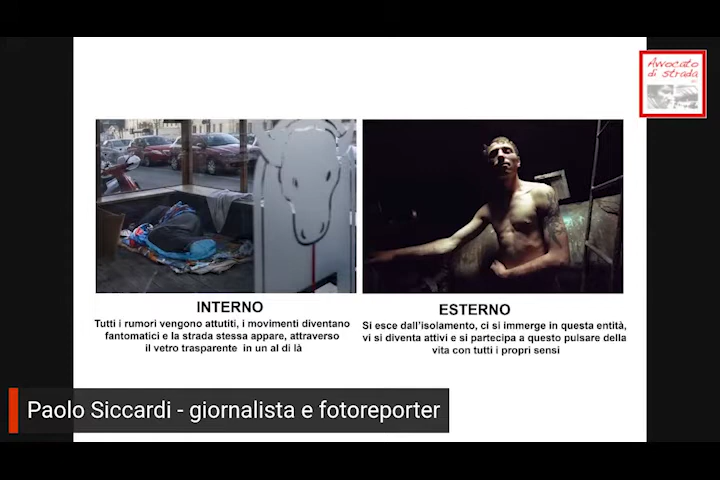 Avvocato
di strada
INTERNO
Tutti i rumori vengono attutiti, i movimenti diventano
fantomatici e la strada stessa appare, attraverso
il vetro trasparente in un al di là
ESTERNO
Si esce dall'isolamento, ci si immerge in questa entità,
vi si diventa attivi e si partecipa a questo pulsare della
vita con tutti i propri sensi
Paolo Siccardi - giornalista e fotoreporter